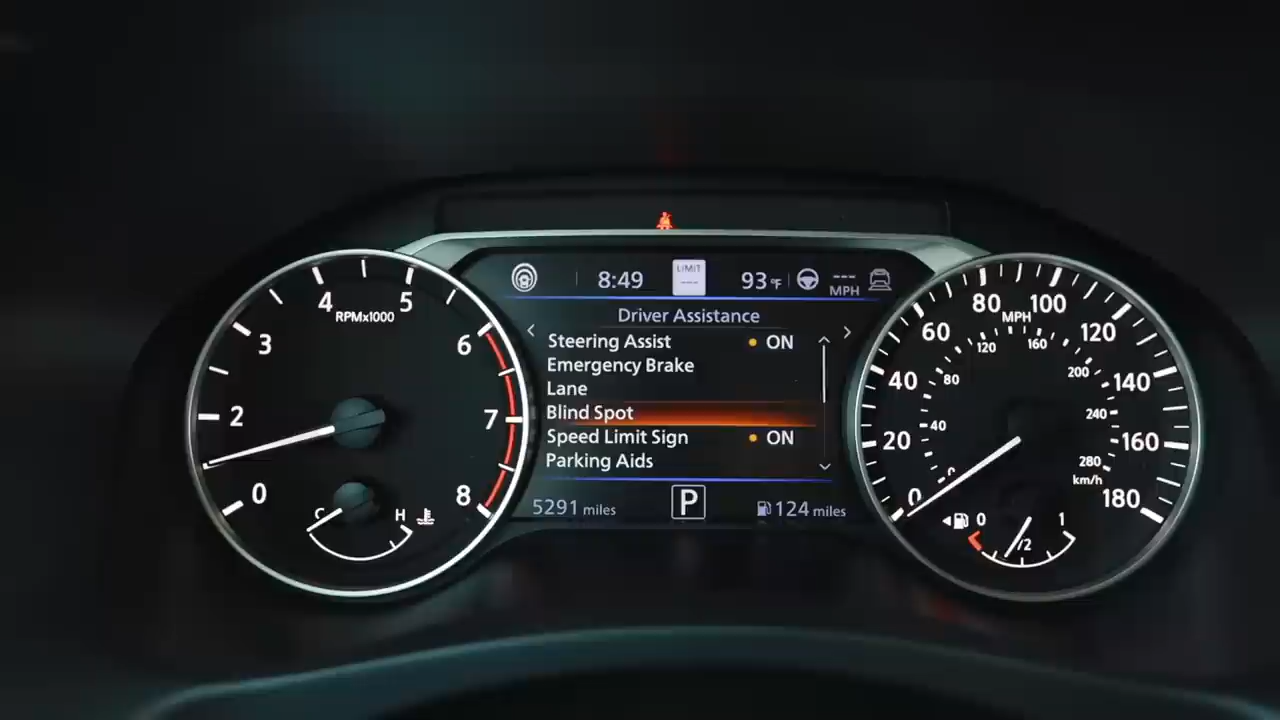 8:49
LIMIT
---
93°F
---
MPH
Driver Assistance
Steering Assist ON
Emergency Brake
Lane
Blind Spot
Speed Limit Sign ON
Parking Aids
5291 miles
P
124 miles
0
2
3
4
5
6
7
8
RPMx1000
C
H
0
20
40
60
80
100
120
140
160
180
MPH
0
40
80
120
160
200
240
280
km/h
0
1/2
1